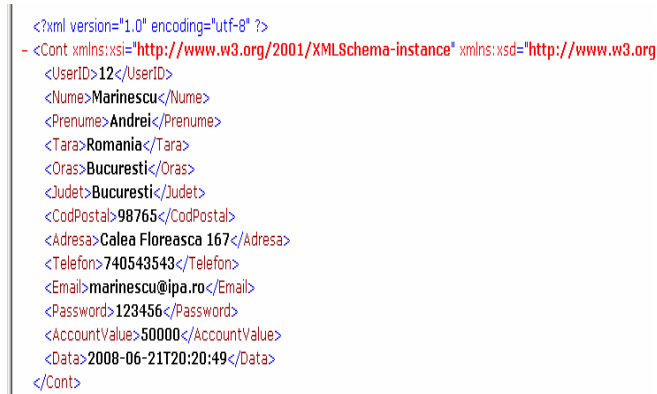 <?xml version="1.0" encoding="utf-8" ?>
- <Cont xmlns:xsi="http://www.w3.org/2001/XMLSchema-instance" xmlns:xsd="http://www.w3.org
<UserID>12</UserID>
<Nume>Marinescu</Nume>
<Prenume>Andrei</Prenume>
<Tara>Romania</Tara>
<Oras>Bucuresti</Oras>
<Judet>Bucuresti</Judet>
<CodPostal>98765</CodPostal>
<Adresa>Calea Floreasca 167</Adresa>
<Telefon>740543543</Telefon>
<Email>marinescu@ipa.ro</Email>
<Password>123456</Password>
<AccountValue>50000</AccountValue>
<Data>2008-06-21T20:20:49</Data>
</Cont>